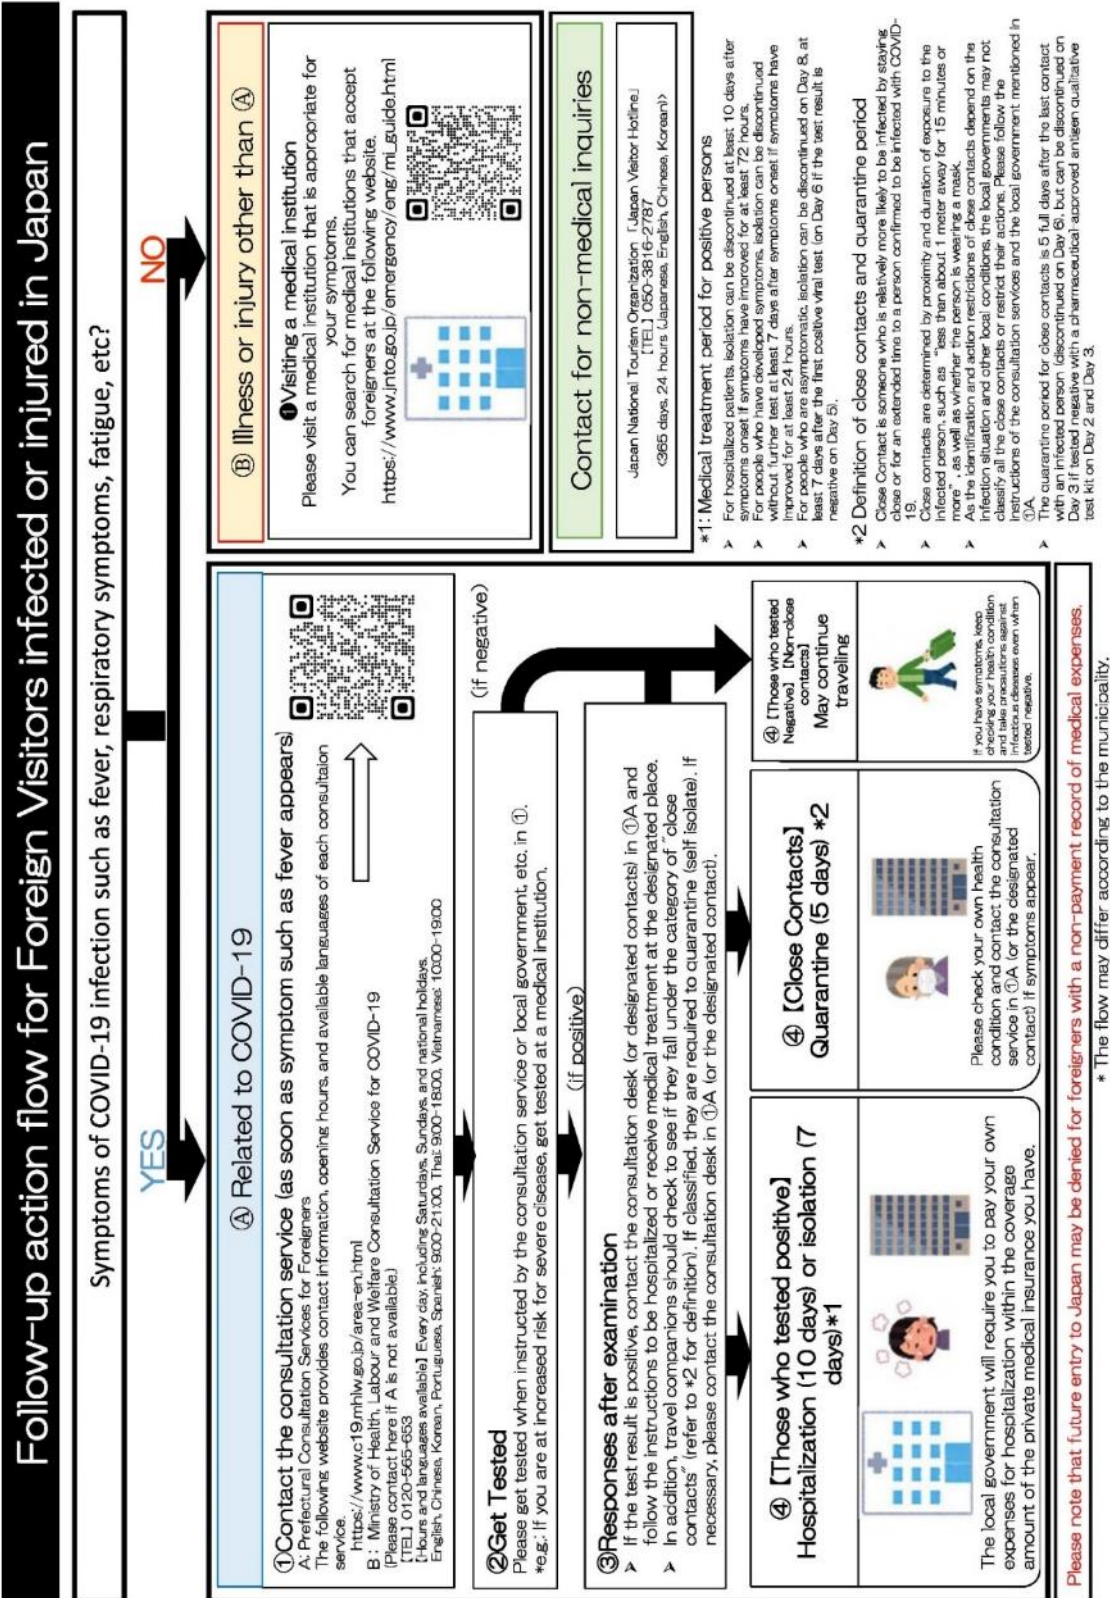 Follow-up action flow for Foreign Visitors infected or injured in Japan
Symptoms of COVID-19 infection such as fever, respiratory symptoms, fatigue, etc?
YES
NO
Ⓐ Related to COVID-19
①Contact the consultation service (as soon as symptom such as fever appears)
A: Prefectural Consultation Services for Foreigners
The following website provides contact information, opening hours, and available languages of each consultaion
service.
https://www.c19.mhlw.go.jp/area-en.html
B: Ministry of Health, Labour and Welfare Consultation Service for COVID-19
(Please contact here if A is not available.)
[TEL] 0120-565-653
[Hours and languages available] Every day, including Saturdays, Sundays, and national holidays.
English, Chinese, Korean, Portuguese, Spanish: 9:00-21:00, Thai: 9:00-18:00, Vietnamese: 10:00-19:00
②Get Tested
Please get tested when instructed by the consultation service or local government, etc. in ①.
*e.g.: If you are at increased risk for severe disease, get tested at a medical institution.
(if negative)
(if positive)
③Responses after examination
➢ If the test result is positive, contact the consultation desk (or designated contacts) in ①A and
follow the instructions to be hospitalized or receive medical treatment at the designated place.
➢ In addition, travel companions should check to see if they fall under the category of "close
contacts" (refer to *2 for definition). If classified, they are required to quarantine (self isolate). If
necessary, please contact the consultation desk in ①A (or the designated contact).
④【Those who tested positive】
Hospitalization (10 days) or isolation (7
days)*1
The local government will require you to pay your own
expenses for hospitalization within the coverage
amount of the private medical insurance you have.
④【Close Contacts】
Quarantine (5 days) *2
Please check your own health
condition and contact the consultation
service in ①A (or the designated
contact) if symptoms appear.
④【Those who tested
Negative】【Non-close
contacts】
May continue
traveling
If you have symptoms, keep
checking your health condition
and take precautions against
infectious diseases even when
tested negative.
Ⓑ Illness or injury other than Ⓐ
❶Visiting a medical institution
Please visit a medical institution that is appropriate for
your symptoms.
You can search for medical institutions that accept
foreigners at the following website.
https://www.jnto.go.jp/emergency/eng/mi_guide.html
Contact for non-medical inquiries
Japan National Tourism Organization「Japan Visitor Hotline」
[TEL] 050-3816-2787
<365 days, 24 hours (Japanese, English, Chinese, Korean)>
*1: Medical treatment period for positive persons
➢ For hospitalized patients, isolation can be discontinued at least 10 days after
symptoms onset if symptoms have improved for at least 72 hours.
➢ For people who have developed symptoms, isolation can be discontinued
without further test at least 7 days after symptoms onset if symptoms have
improved for at least 24 hours.
➢ For people who are asymptomatic, isolation can be discontinued on Day 8, at
least 7 days after the first positive viral test (on Day 6 if the test result is
negative on Day 5).
*2 Definition of close contacts and quarantine period
➢ Close Contact is someone who is relatively more likely to be infected by staying
close or for an extended time to a person confirmed to be infected with COVID-
19.
➢ Close contacts are determined by proximity and duration of exposure to the
infected person, such as "less than about 1 meter away for 15 minutes or
more", as well as whether the person is wearing a mask.
➢ As the identification and action restrictions of close contacts depend on the
infection situation and other local conditions, the local governments may not
classify all the close contacts or restrict their actions. Please follow the
instructions of the consultation services and the local government mentioned in
①A.
➢ The quarantine period for close contacts is 5 full days after the last contact
with an infected person (discontinued on Day 6), but can be discontinued on
Day 3 if tested negative with a pharmaceutical-approved antigen qualitative
test kit on Day 2 and Day 3.
Please note that future entry to Japan may be denied for foreigners with a non-payment record of medical expenses.
* The flow may differ according to the municipality.